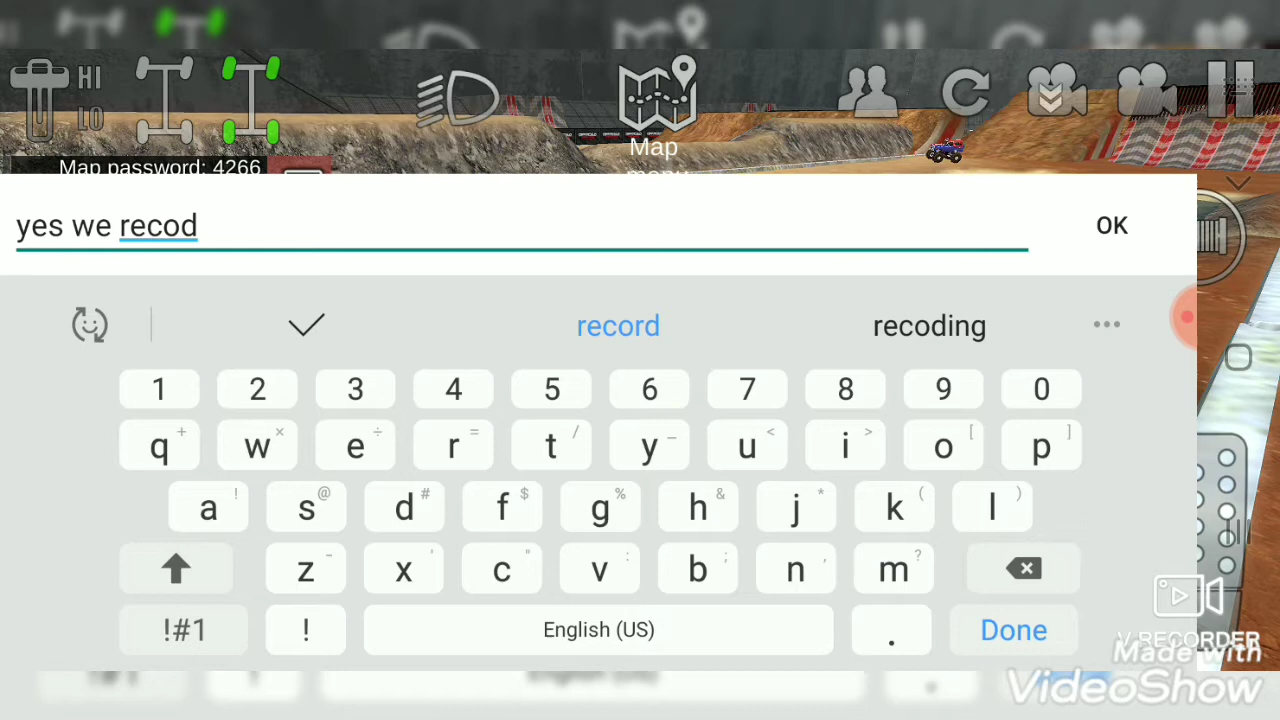 HI
LO
Map
Map password: 4266
yes we recod
OK
record recoding
1 2 3 4 5 6 7 8 9 0
q + w × e ÷ r = t / y _ u < i > o [ p ]
a ! s @ d # f $ g % h & j * k ( l )
z - x ' c " v : b ; n , m ?
!#1 ! English (US) . Done
V RECORDER
Made with
VideoShow